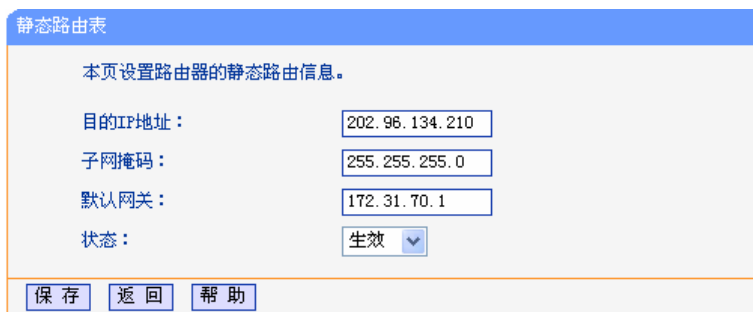 静态路由表
本页设置路由器的静态路由信息。
目的IP地址： 202.96.134.210
子网掩码： 255.255.255.0
默认网关： 172.31.70.1
状态： 生效
保 存 返 回 帮 助